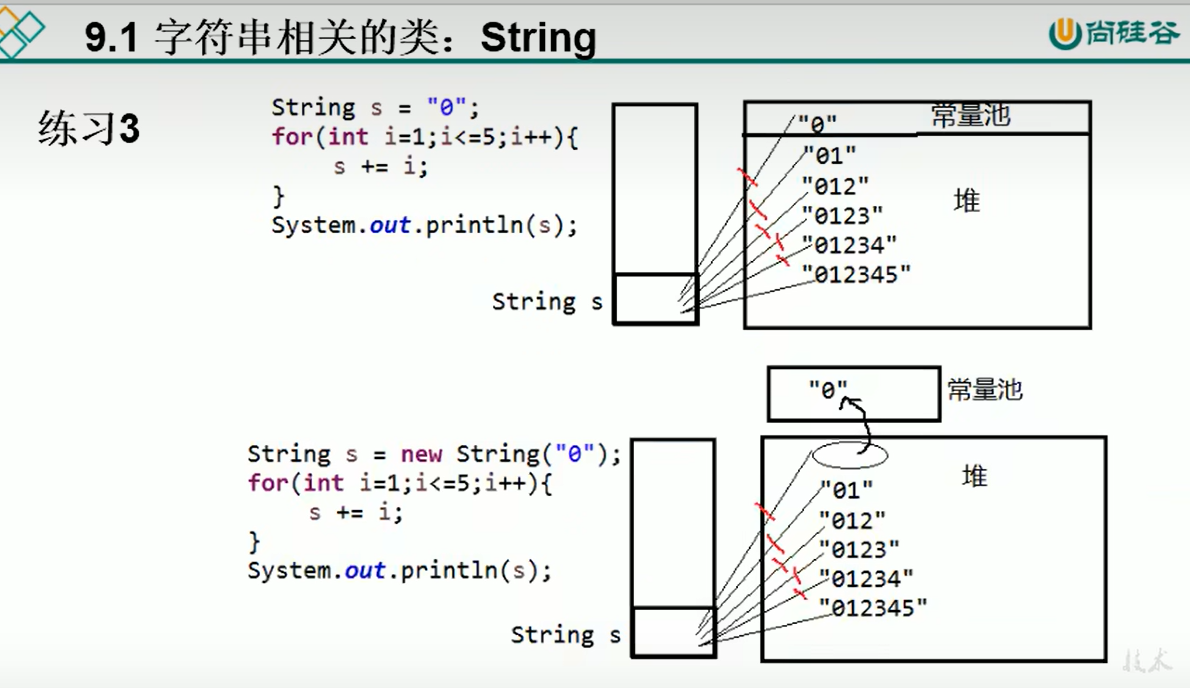 9.1 字符串相关的类：String
尚硅谷
练习3
String s = "0";
for(int i=1;i<=5;i++){
s += i;
}
System.out.println(s);
String s
常量池
"0"
"01"
"012"
堆
"0123"
"01234"
"012345"
"0"
常量池
String s = new String("0");
for(int i=1;i<=5;i++){
s += i;
}
System.out.println(s);
String s
堆
"01"
"012"
"0123"
"01234"
"012345"
技术